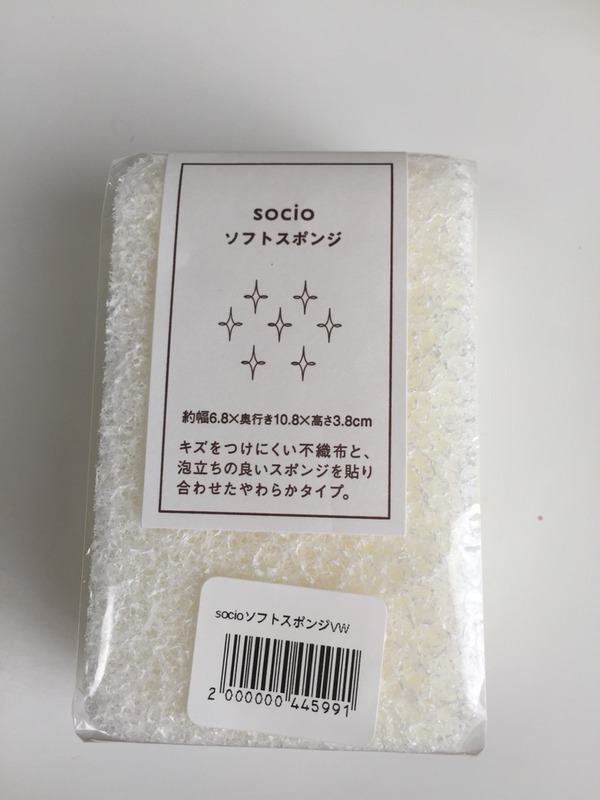 socio
ソフトスポンジ
約幅6.8×奥行き10.8×高さ3.8cm
キズをつけにくい不織布と、
泡立ちの良いスポンジを貼り
合わせたやわらかタイプ。
socioソフトスポンジVW
2 000000 445991